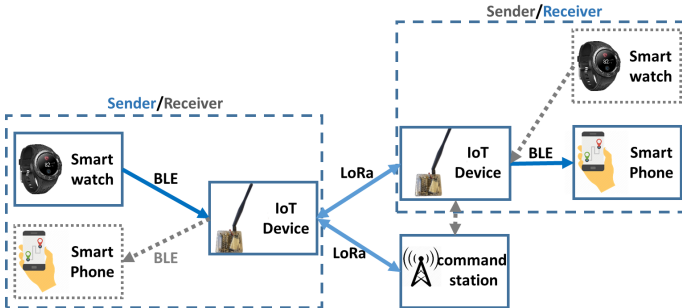 Sender/Receiver
Smart
watch
Sender/Receiver
Smart
watch
BLE
IoT
Device
LoRa
IoT
Device
BLE
Smart
Phone
Smart
Phone
BLE
LoRa
command
station